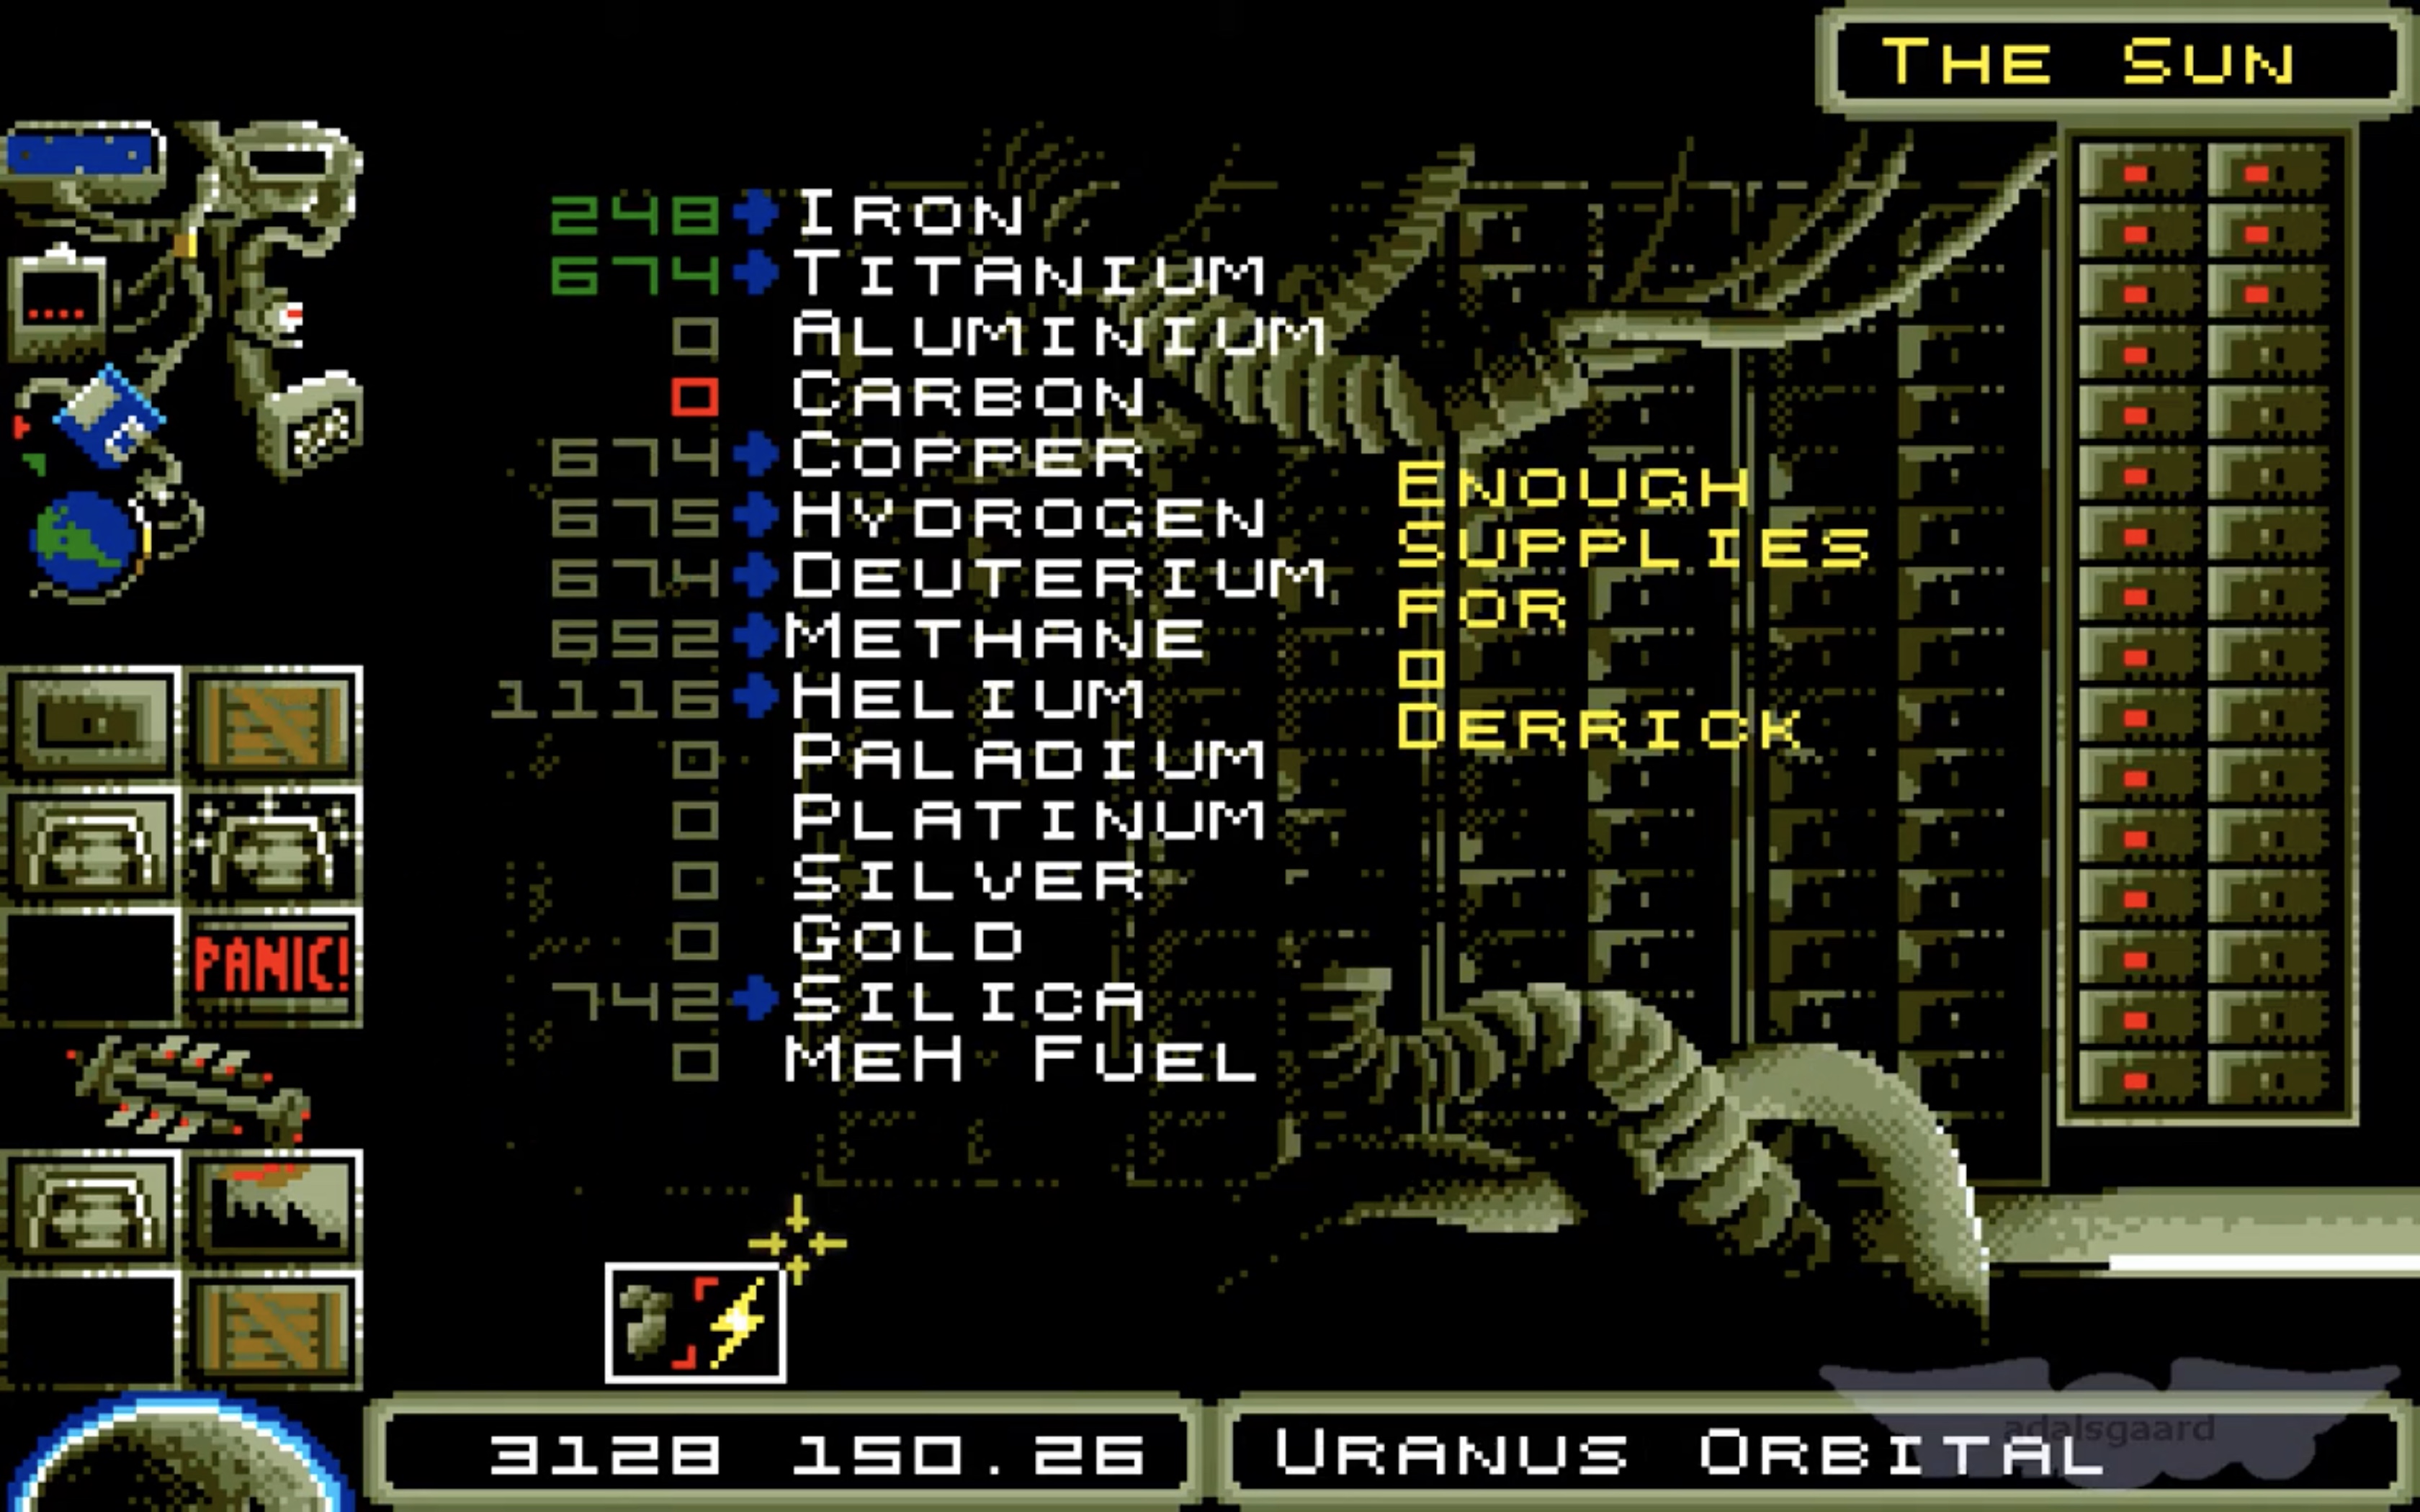 The Sun
248 Iron
674 Titanium
0 Aluminium
0 Carbon
674 Copper
675 Hydrogen
674 Deuterium
652 Methane
1116 Helium
0 Paladium
0 Platinum
0 Silver
0 Gold
742 Silica
0 MeH Fuel
Enough
Supplies
For
0
Derrick
PANIC!
3128 150.26
Uranus Orbital
adalsgaard